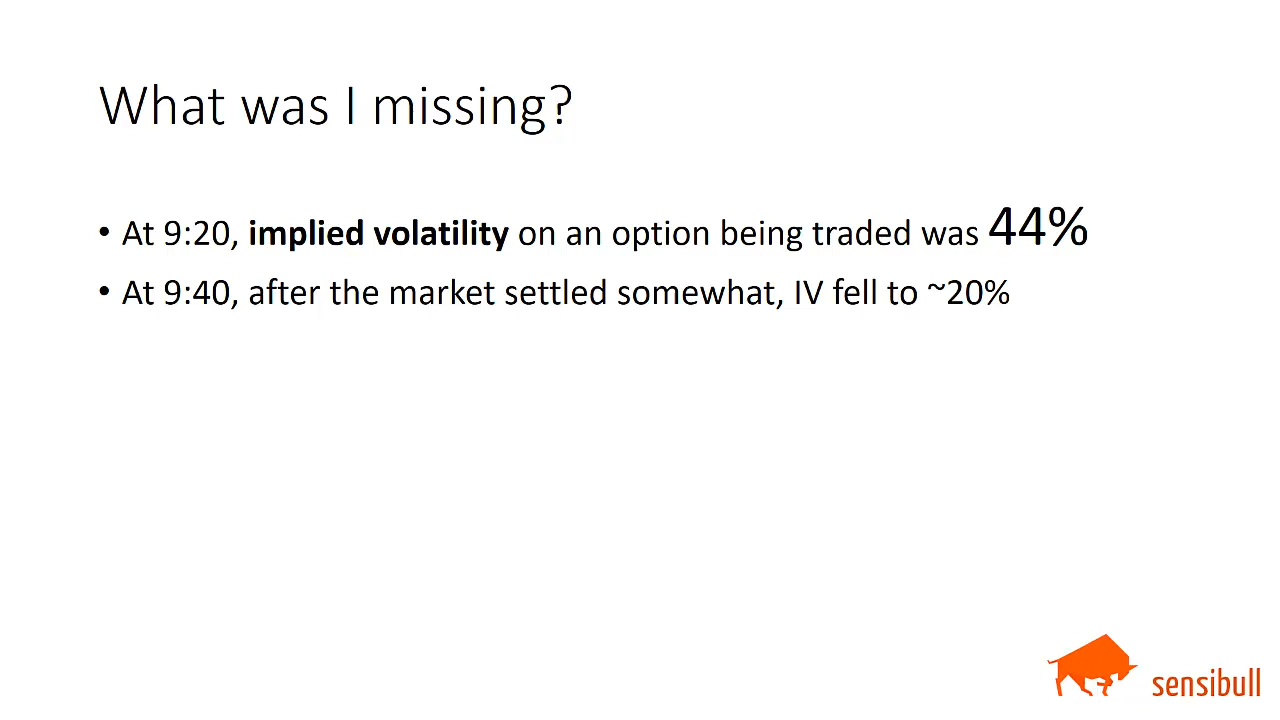 What was I missing?
• At 9:20, implied volatility on an option being traded was 44%
• At 9:40, after the market settled somewhat, IV fell to ~20%
sensibull